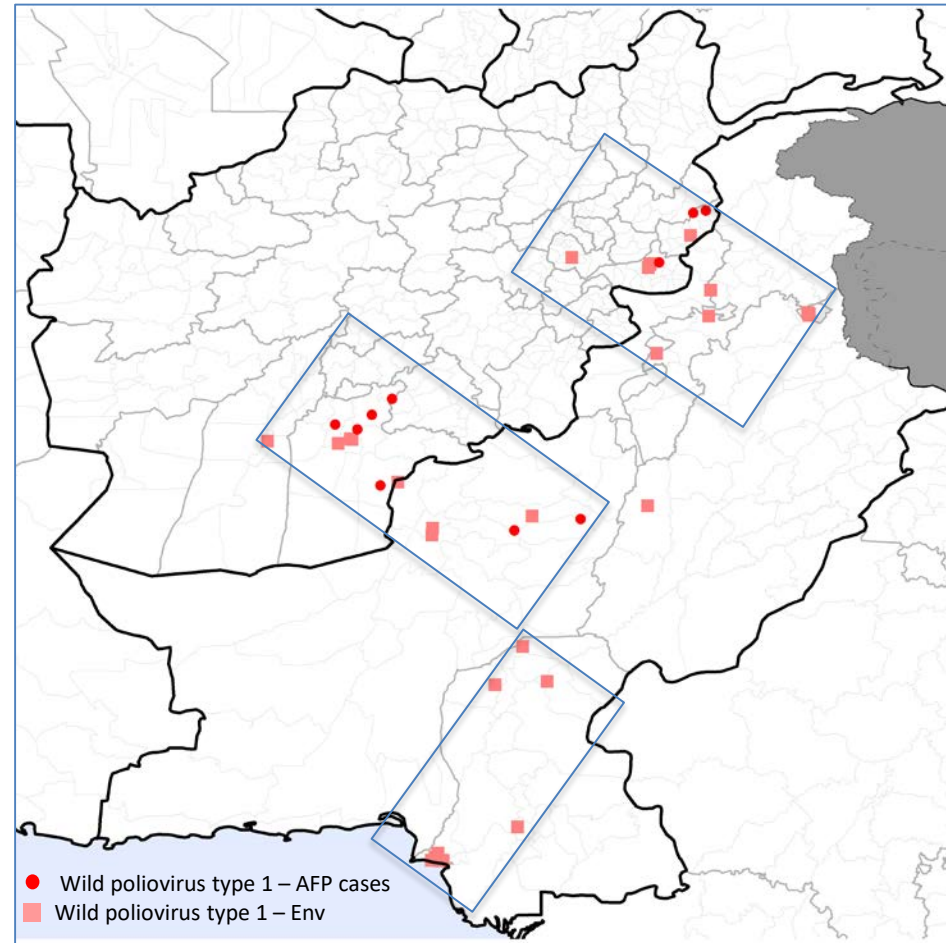 Wild poliovirus type 1 – AFP cases
Wild poliovirus type 1 – Env